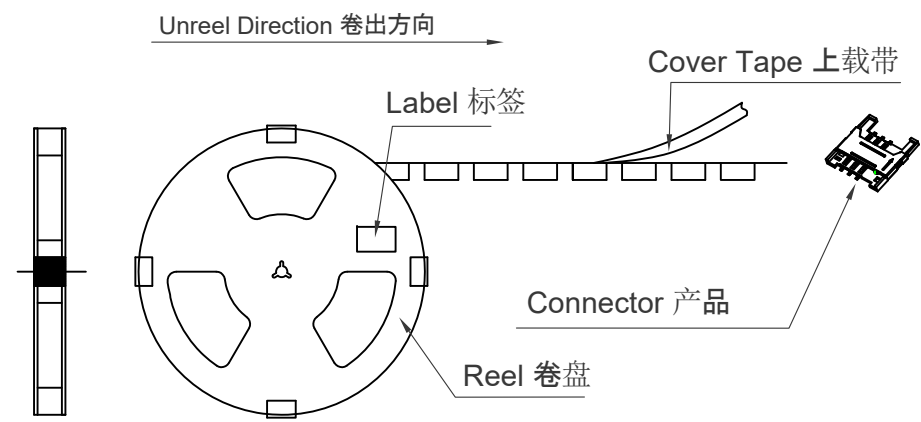 Unreel Direction 卷出方向
Cover Tape 上载带
Label 标签
Connector 产品
Reel 卷盘